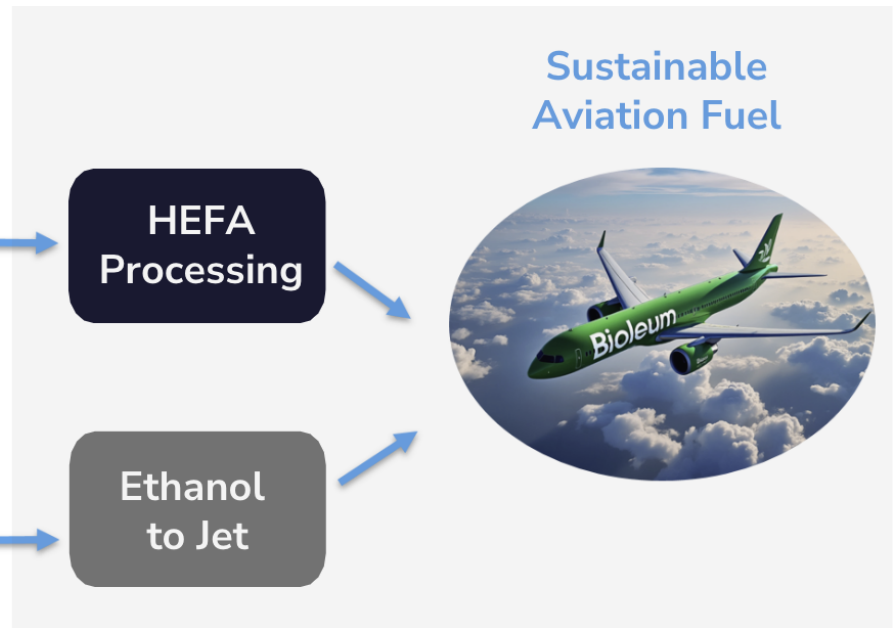 Sustainable
Aviation Fuel
HEFA
Processing
Bioleum
Ethanol
to Jet